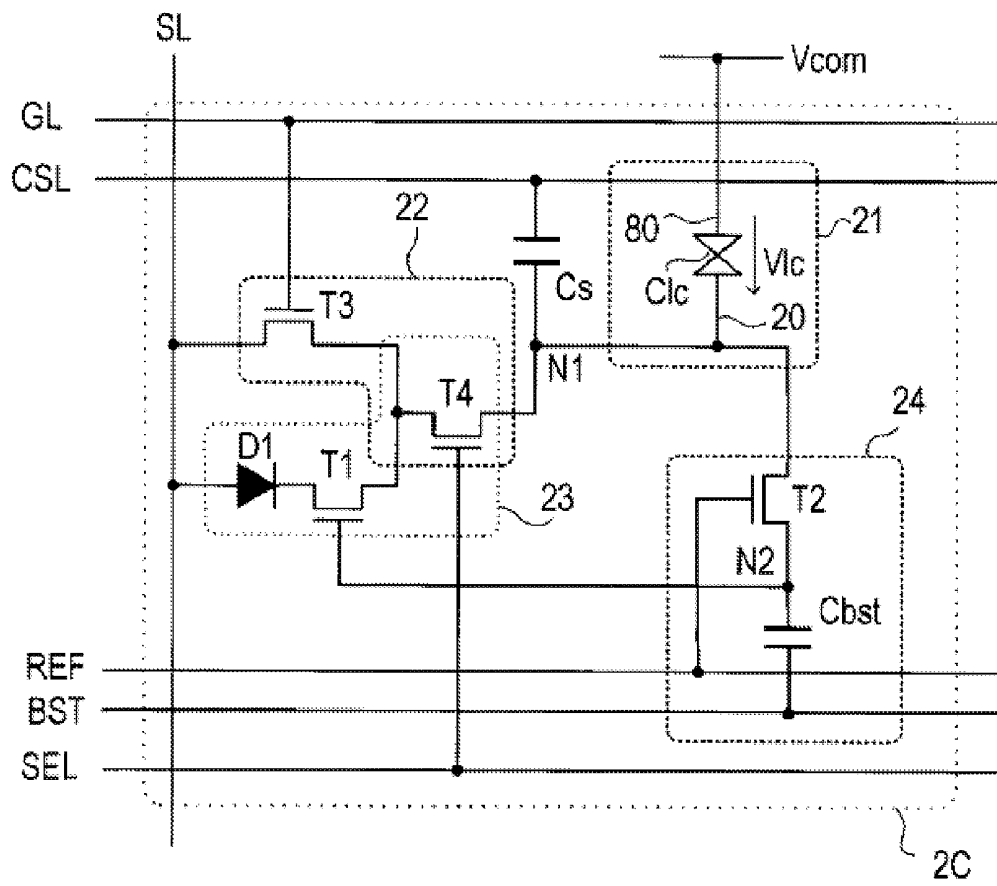 SL
Vcom
GL
CSL
22
80
21
Vlc
Clc
Cs
T3
20
N1
T4
24
D1
T1
T2
23
N2
Cbst
REF
BST
SEL
2C